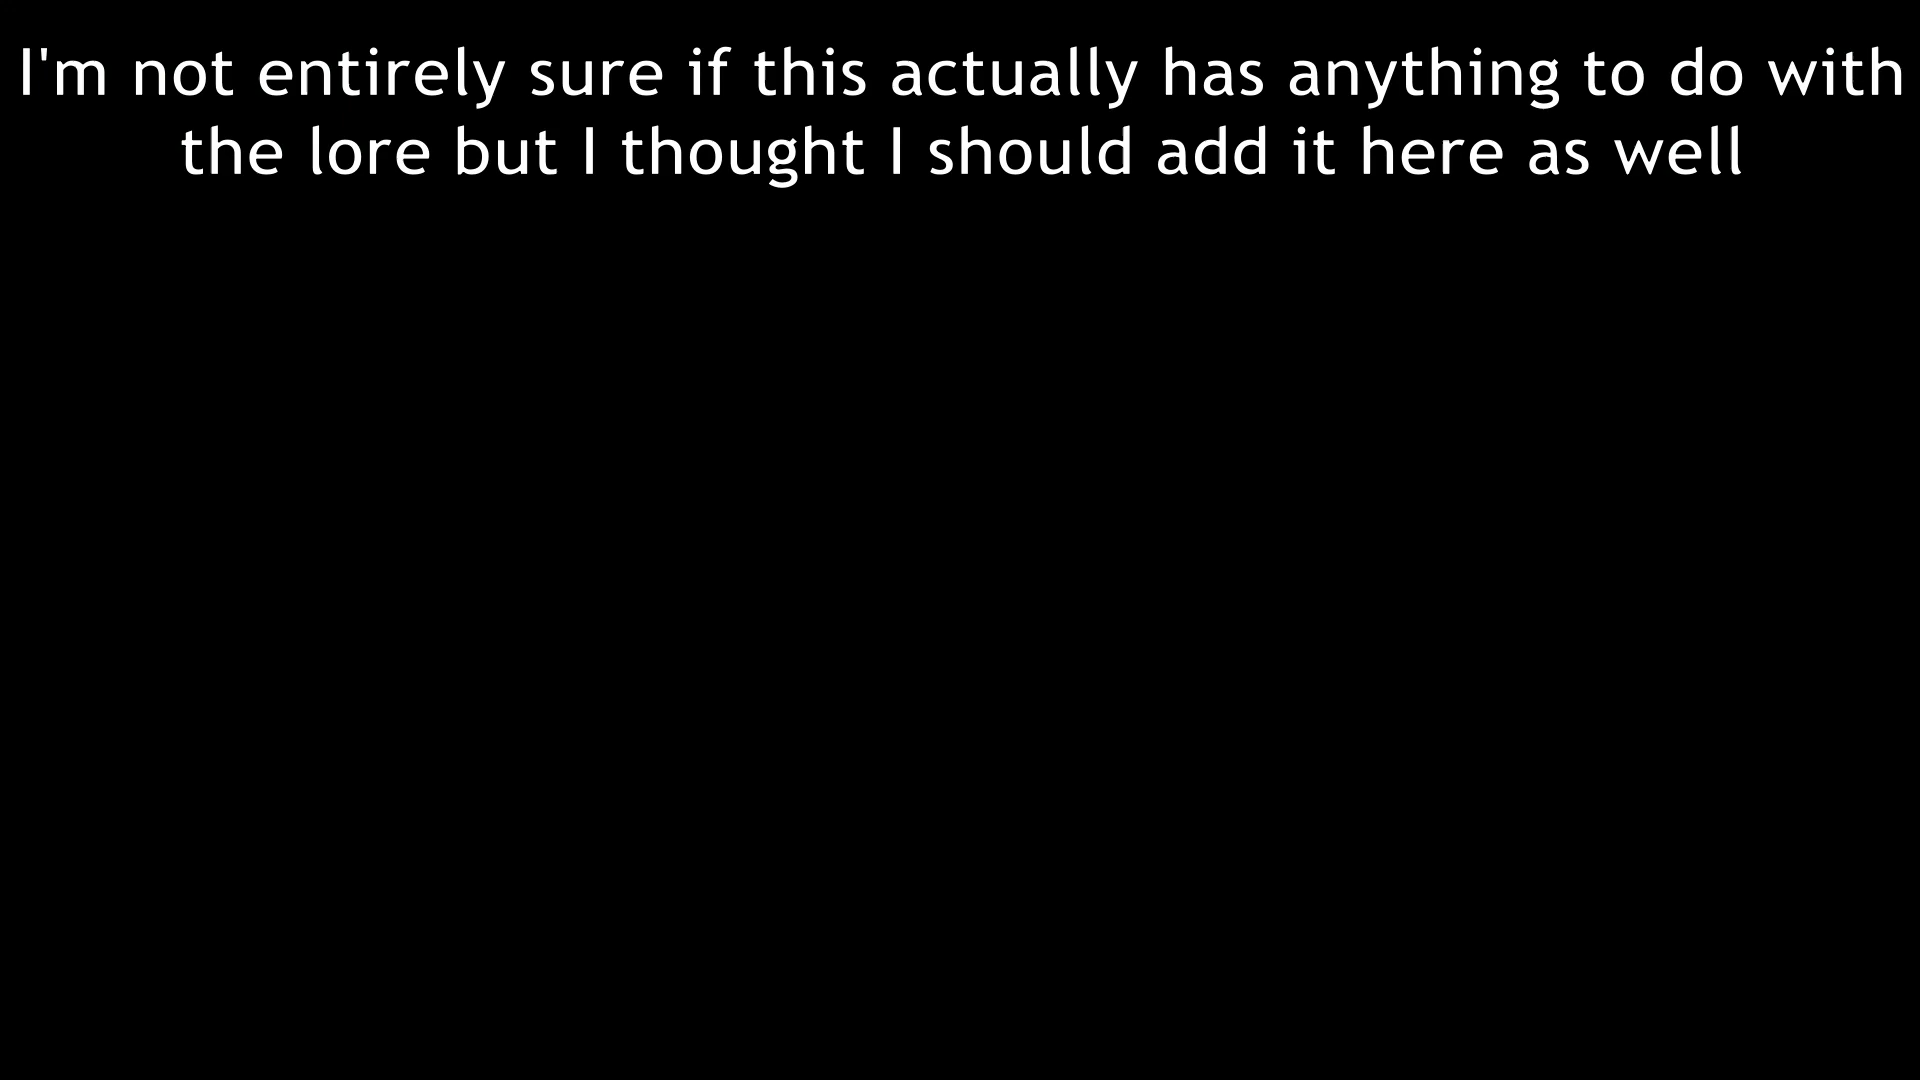 I'm not entirely sure if this actually has anything to do with
the lore but I thought I should add it here as well